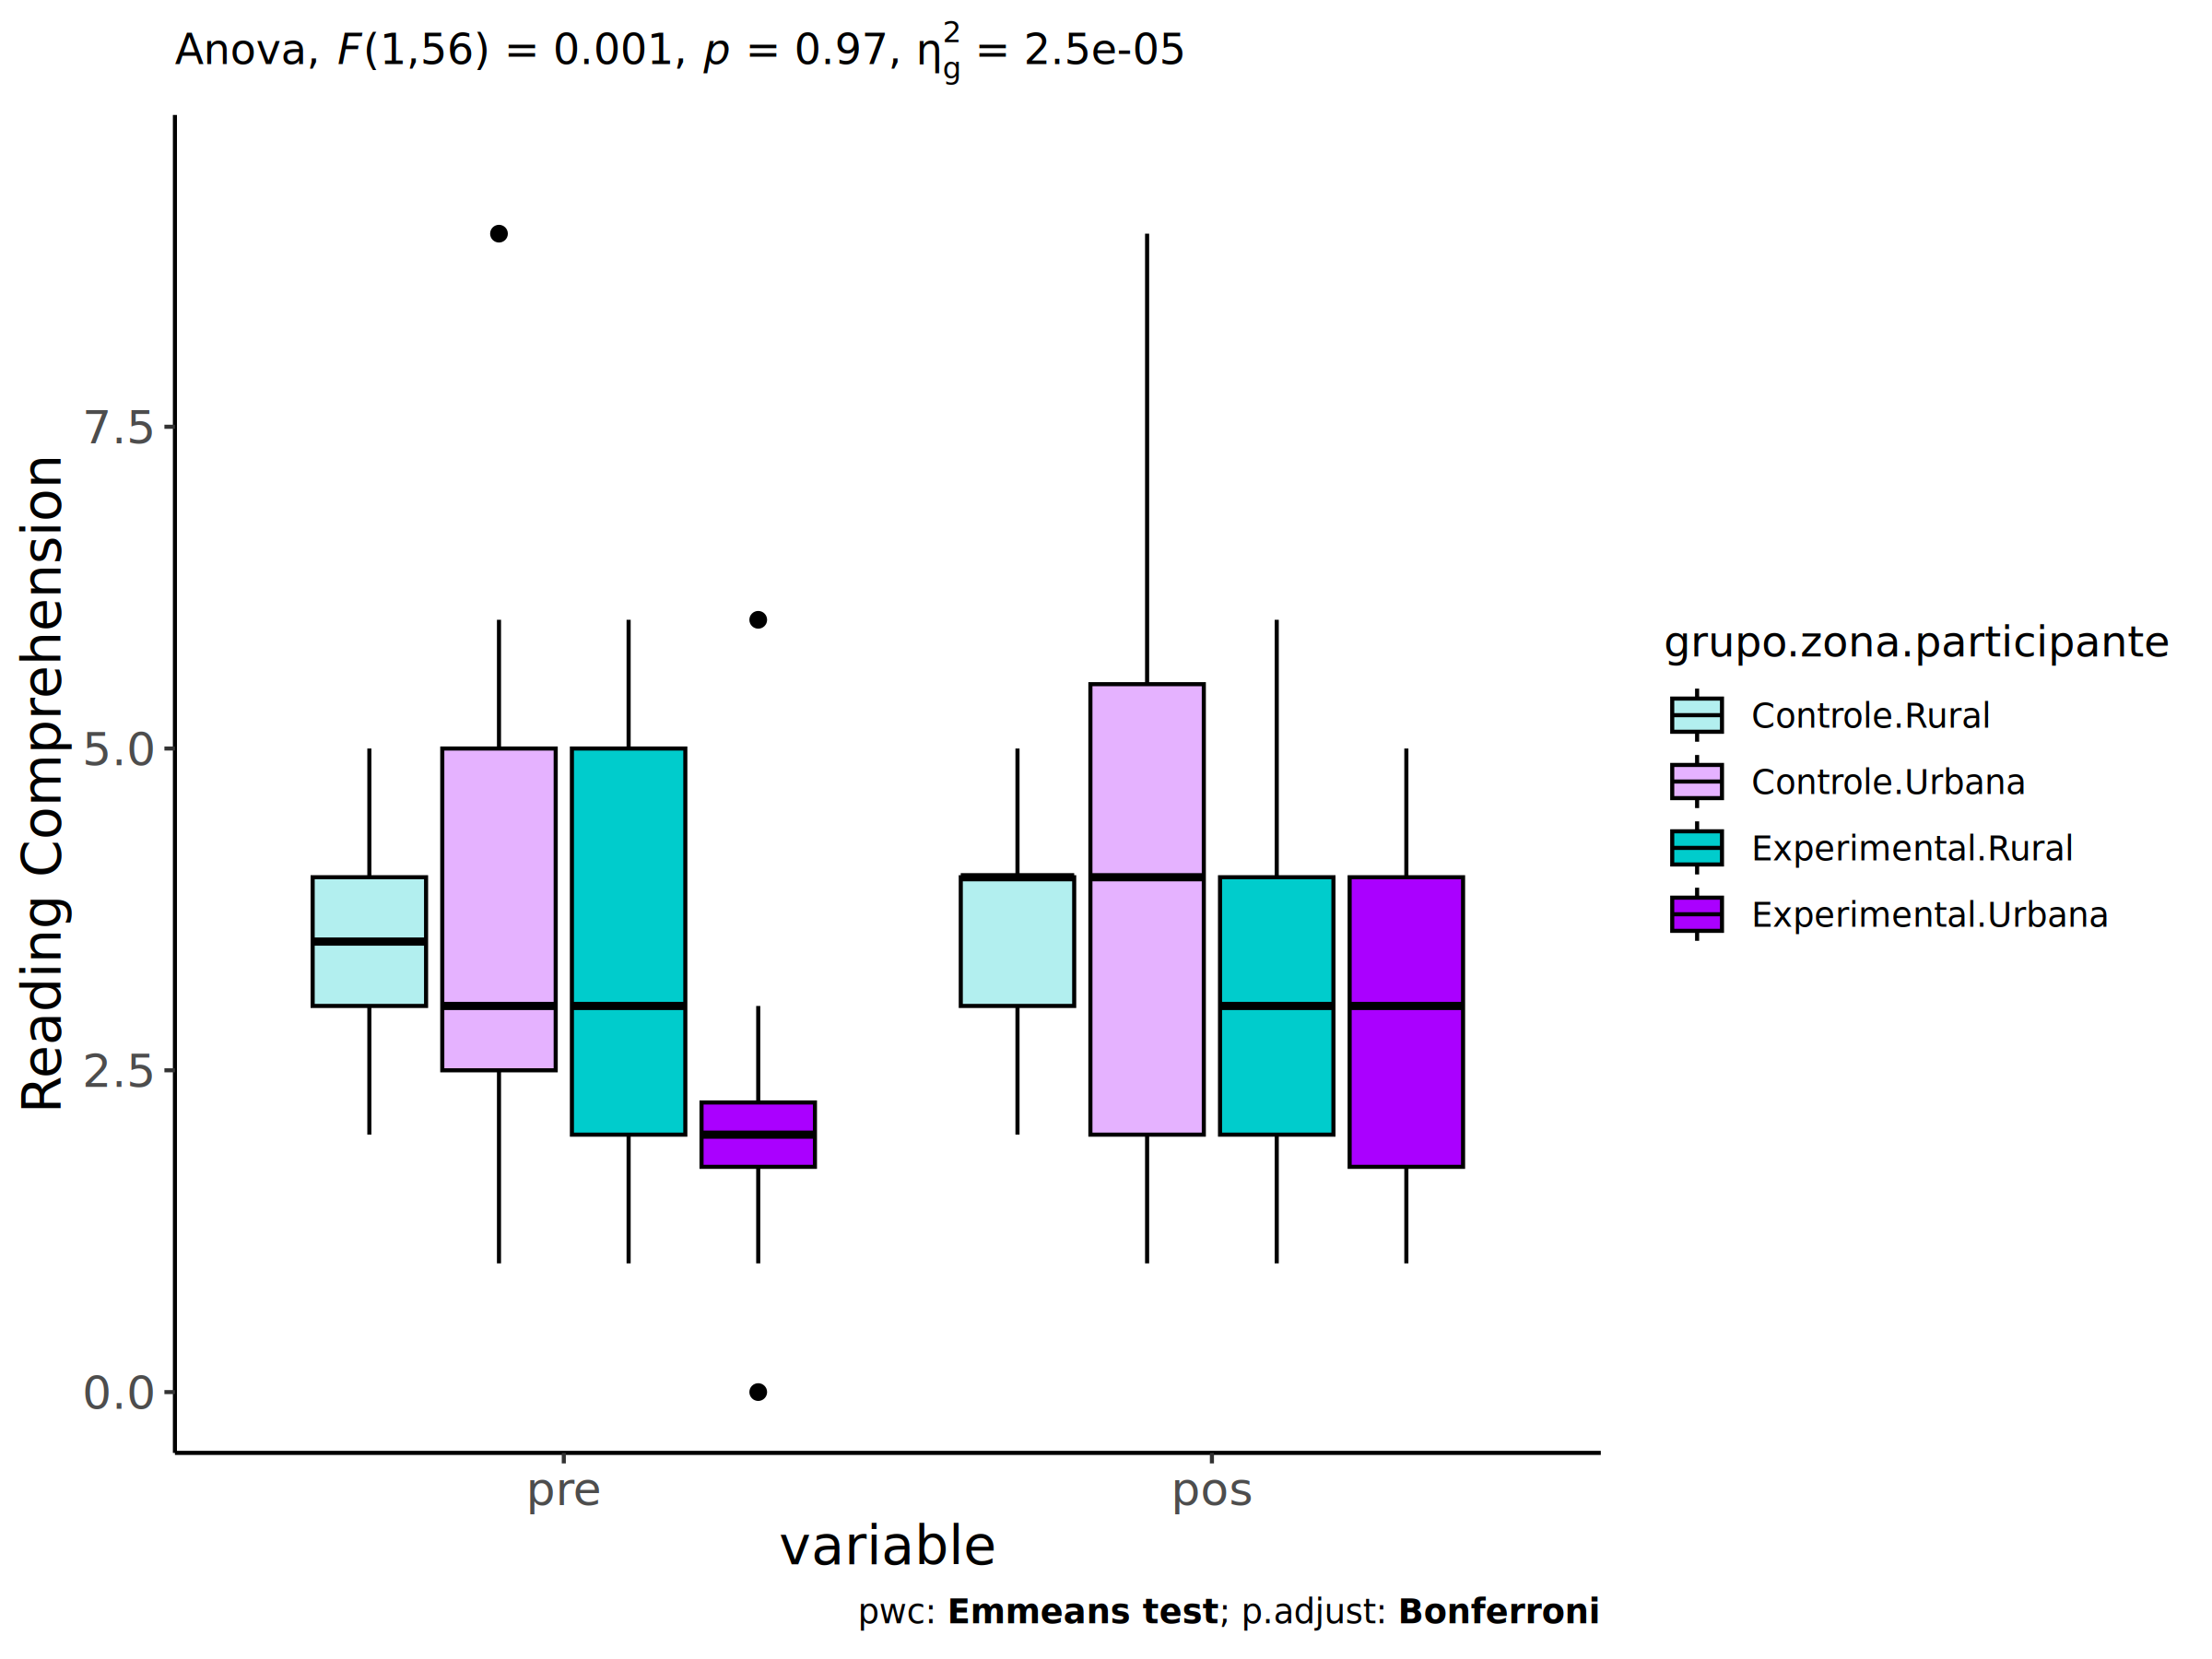 Anova, F(1,56) = 0.001, p = 0.97, η²g = 2.5e-05
Reading Comprehension
7.5
5.0
2.5
0.0
pre
pos
variable
pwc: Emmeans test; p.adjust: Bonferroni
grupo.zona.participante
Controle.Rural
Controle.Urbana
Experimental.Rural
Experimental.Urbana